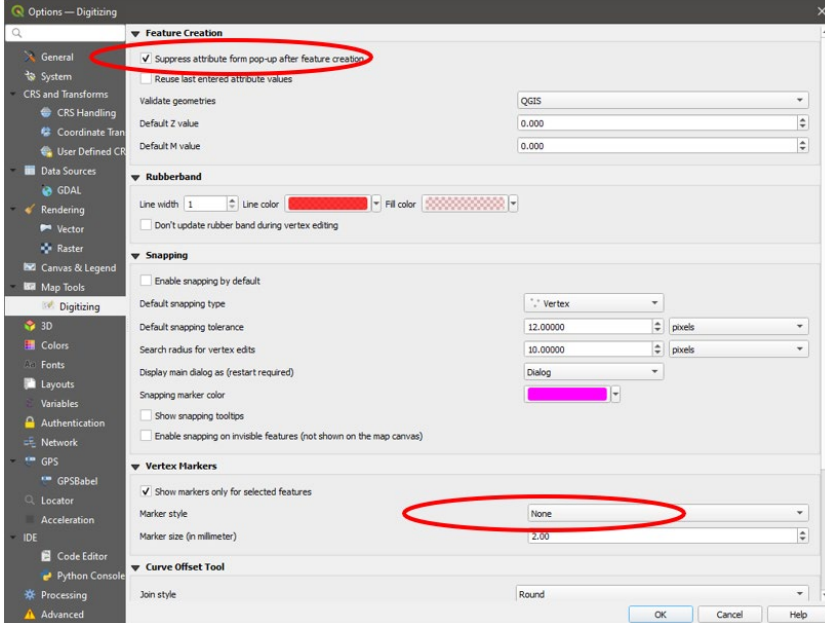 Options — Digitizing
General
System
CRS and Transforms
CRS Handling
Coordinate Tran
User Defined CR
Data Sources
GDAL
Rendering
Vector
Raster
Canvas & Legend
Map Tools
Digitizing
3D
Colors
Fonts
Layouts
Variables
Authentication
Network
GPS
GPSBabel
Locator
Acceleration
IDE
Code Editor
Python Console
Processing
Advanced
Feature Creation
Suppress attribute form pop-up after feature creation
Reuse last entered attribute values
Validate geometries QGIS
Default Z value 0.000
Default M value 0.000
Rubberband
Line width 1 Line color Fill color
Don't update rubber band during vertex editing
Snapping
Enable snapping by default
Default snapping type Vertex
Default snapping tolerance 12.00000 pixels
Search radius for vertex edits 10.00000 pixels
Display main dialog as (restart required) Dialog
Snapping marker color
Show snapping tooltips
Enable snapping on invisible features (not shown on the map canvas)
Vertex Markers
Show markers only for selected features
Marker style None
Marker size (in millimeter) 2.00
Curve Offset Tool
Join style Round
OK Cancel Help